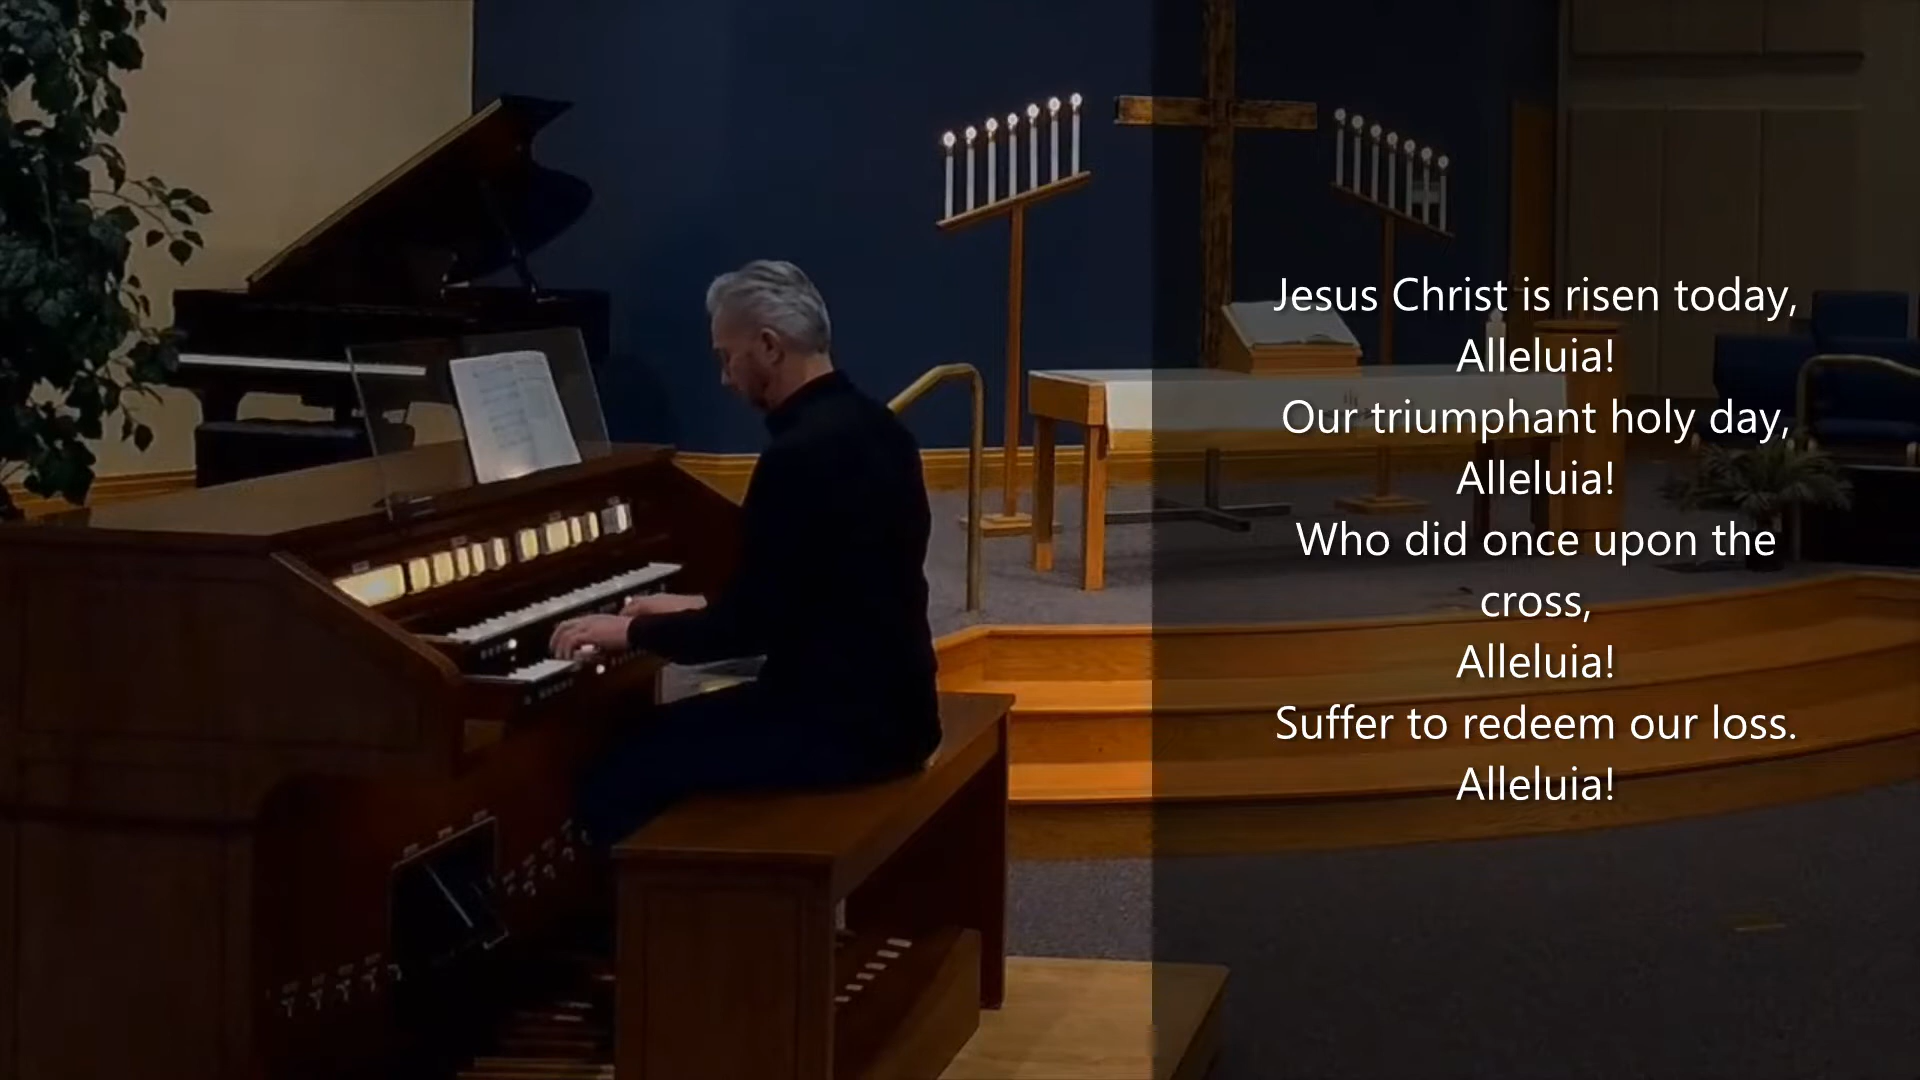 Jesus Christ is risen today,
Alleluia!
Our triumphant holy day,
Alleluia!
Who did once upon the
cross,
Alleluia!
Suffer to redeem our loss.
Alleluia!